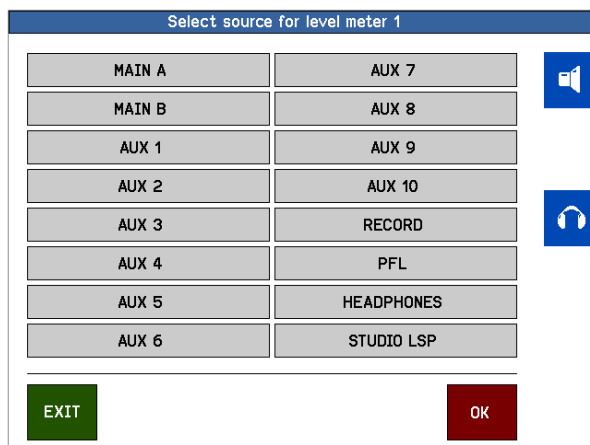 Select source for level meter 1
MAIN A
AUX 7
MAIN B
AUX 8
AUX 1
AUX 9
AUX 2
AUX 10
AUX 3
RECORD
AUX 4
PFL
AUX 5
HEADPHONES
AUX 6
STUDIO LSP
EXIT
OK